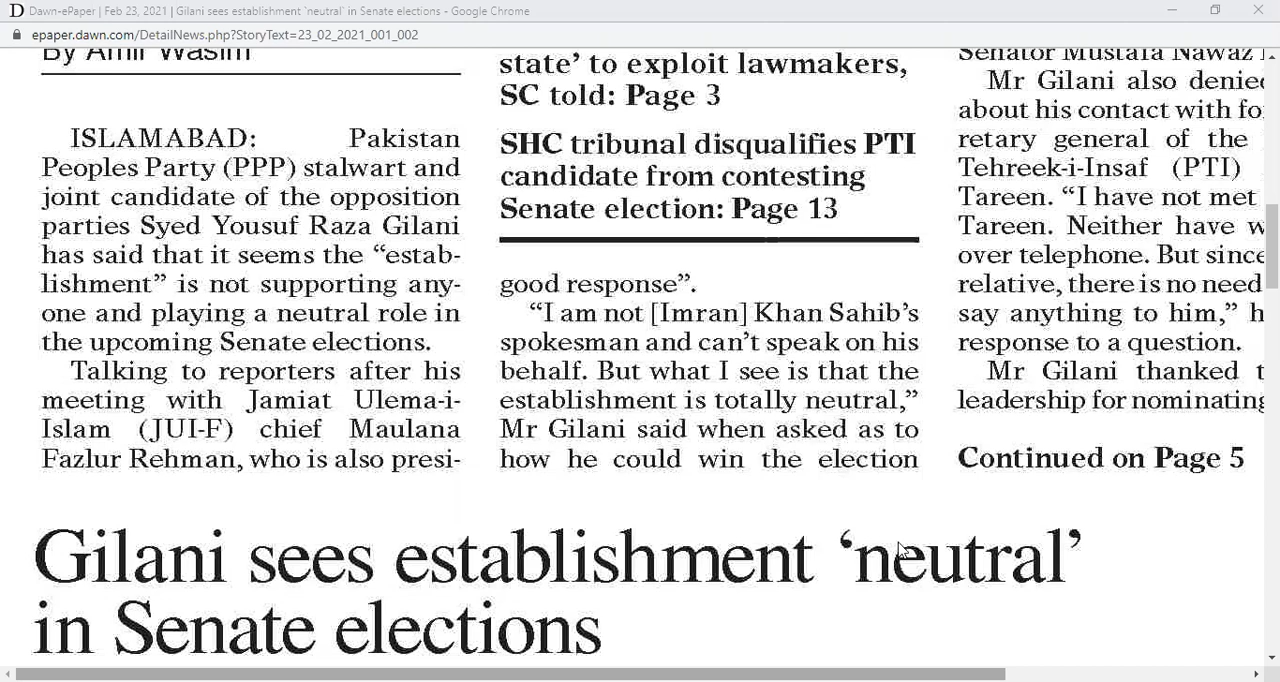 Dawn-ePaper | Feb 23, 2021 | Gilani sees establishment `neutral` in Senate elections - Google Chrome
epaper.dawn.com/DetailNews.php?StoryText=23_02_2021_001_002
By Amir Wasim
ISLAMABAD: Pakistan
Peoples Party (PPP) stalwart and
joint candidate of the opposition
parties Syed Yousuf Raza Gilani
has said that it seems the “estab-
lishment” is not supporting any-
one and playing a neutral role in
the upcoming Senate elections.
Talking to reporters after his
meeting with Jamiat Ulema-i-
Islam (JUI-F) chief Maulana
Fazlur Rehman, who is also presi-
state’ to exploit lawmakers,
SC told: Page 3
SHC tribunal disqualifies PTI
candidate from contesting
Senate election: Page 13
good response”.
“I am not [Imran] Khan Sahib’s
spokesman and can’t speak on his
behalf. But what I see is that the
establishment is totally neutral,”
Mr Gilani said when asked as to
how he could win the election
Senator Mustafa Nawaz
Mr Gilani also denied
about his contact with fo
retary general of the
Tehreek-i-Insaf (PTI)
Tareen. “I have not met
Tareen. Neither have w
over telephone. But since
relative, there is no need
say anything to him,” h
response to a question.
Mr Gilani thanked t
leadership for nominating
Continued on Page 5
Gilani sees establishment ‘neutral’
in Senate elections